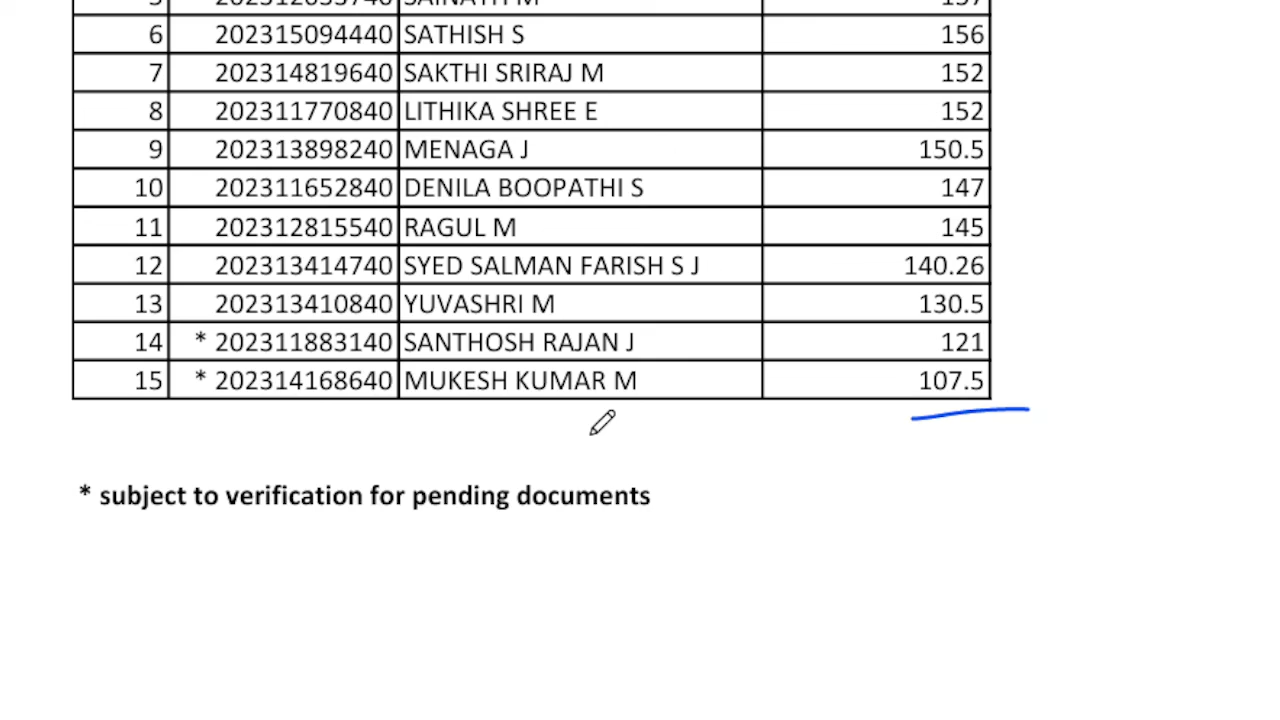 6 202315094440 SATHISH S 156
7 202314819640 SAKTHI SRIRAJ M 152
8 202311770840 LITHIKA SHREE E 152
9 202313898240 MENAGA J 150.5
10 202311652840 DENILA BOOPATHI S 147
11 202312815540 RAGUL M 145
12 202313414740 SYED SALMAN FARISH S J 140.26
13 202313410840 YUVASHRI M 130.5
14 * 202311883140 SANTHOSH RAJAN J 121
15 * 202314168640 MUKESH KUMAR M 107.5
* subject to verification for pending documents